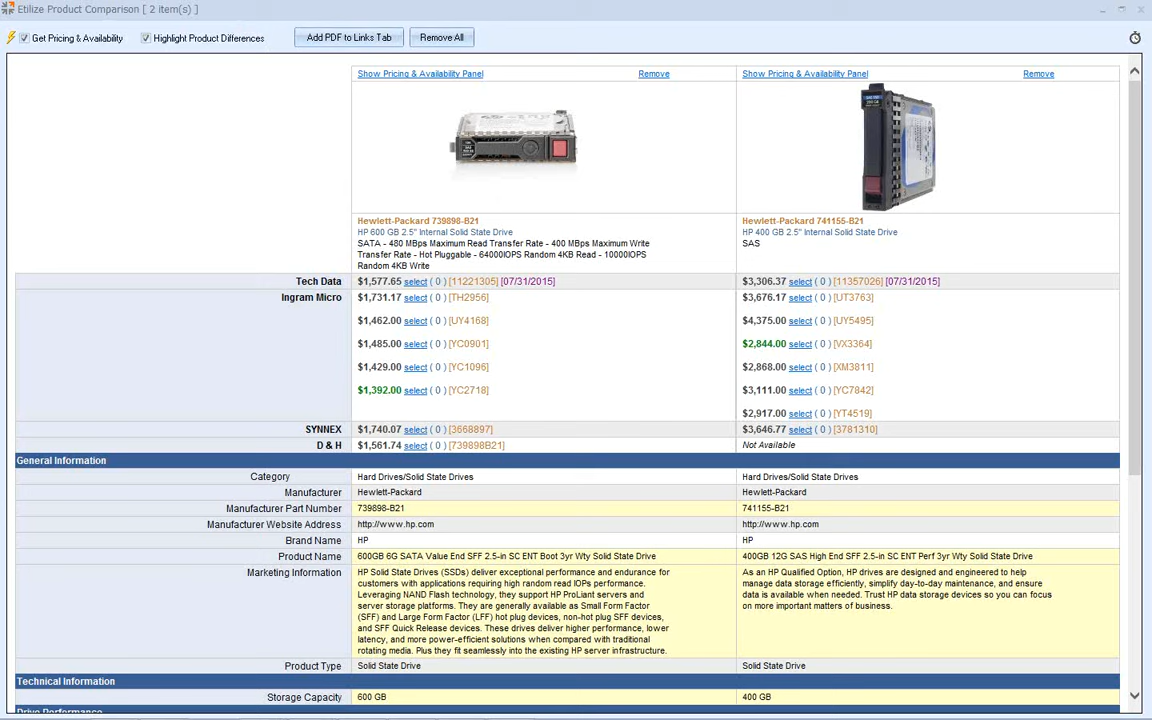 Etilize Product Comparison [ 2 item(s) ]
Get Pricing & Availability
Highlight Product Differences
Add PDF to Links Tab
Remove All
Show Pricing & Availability Panel Remove
Show Pricing & Availability Panel Remove
Hewlett-Packard 739898-B21
HP 600 GB 2.5" Internal Solid State Drive
SATA - 480 MBps Maximum Read Transfer Rate - 400 MBps Maximum Write
Transfer Rate - Hot Pluggable - 64000IOPS Random 4KB Read - 10000IOPS
Random 4KB Write
Hewlett-Packard 741155-B21
HP 400 GB 2.5" Internal Solid State Drive
SAS
Tech Data $1,577.65 select ( 0 ) [11221305] [07/31/2015] $3,306.37 select ( 0 ) [11357026] [07/31/2015]
Ingram Micro $1,731.17 select ( 0 ) [TH2956] $3,676.17 select ( 0 ) [UT3763]
$1,462.00 select ( 0 ) [UY4168] $4,375.00 select ( 0 ) [UY5495]
$1,485.00 select ( 0 ) [YC0901] $2,844.00 select ( 0 ) [VX3364]
$1,429.00 select ( 0 ) [YC1096] $2,868.00 select ( 0 ) [XM3811]
$1,392.00 select ( 0 ) [YC2718] $3,111.00 select ( 0 ) [YC7842]
$2,917.00 select ( 0 ) [YT4519]
SYNNEX $1,740.07 select ( 0 ) [3668897] $3,646.77 select ( 0 ) [3781310]
D & H $1,561.74 select ( 0 ) [739898B21] Not Available
General Information
Category Hard Drives/Solid State Drives Hard Drives/Solid State Drives
Manufacturer Hewlett-Packard Hewlett-Packard
Manufacturer Part Number 739898-B21 741155-B21
Manufacturer Website Address http://www.hp.com http://www.hp.com
Brand Name HP HP
Product Name 600GB 6G SATA Value End SFF 2.5-in SC ENT Boot 3yr Wty Solid State Drive 400GB 12G SAS High End SFF 2.5-in SC ENT Perf 3yr Wty Solid State Drive
Marketing Information
HP Solid State Drives (SSDs) deliver exceptional performance and endurance for
customers with applications requiring high random read IOPs performance.
Leveraging NAND Flash technology, they support HP ProLiant servers and
server storage platforms. They are generally available as Small Form Factor
(SFF) and Large Form Factor (LFF) hot plug devices, non-hot plug SFF devices,
and SFF Quick Release devices. These drives deliver higher performance, lower
latency, and more power-efficient solutions when compared with traditional
rotating media. Plus they fit seamlessly into the existing HP server infrastructure.
As an HP Qualified Option, HP drives are designed and engineered to help
manage data storage efficiently, simplify day-to-day maintenance, and ensure
data is available when needed. Trust HP data storage devices so you can focus
on more important matters of business.
Product Type Solid State Drive Solid State Drive
Technical Information
Storage Capacity 600 GB 400 GB
Drive Performance